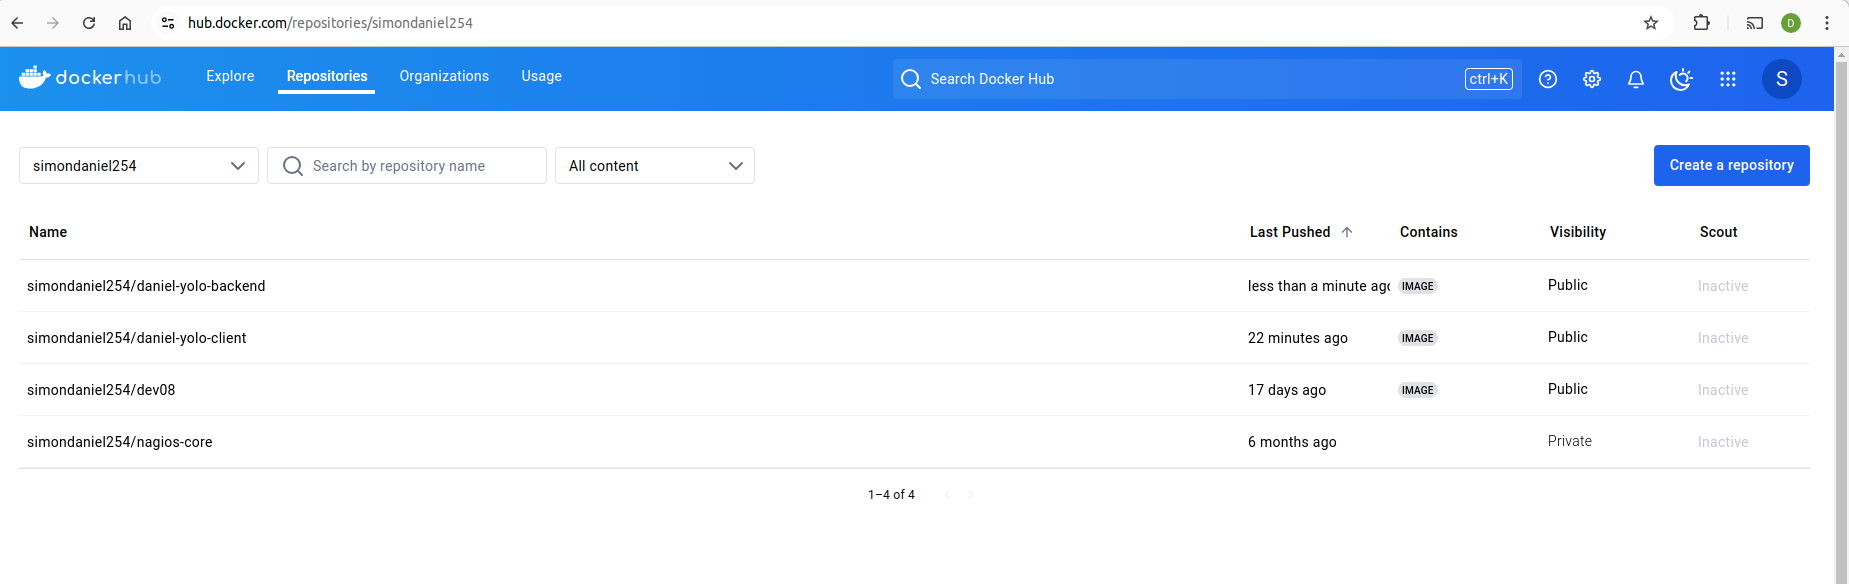 hub.docker.com/repositories/simondaniel254
D
dockerhub Explore Repositories Organizations Usage Search Docker Hub ctrl+K S
simondaniel254 Search by repository name All content Create a repository
Name Last Pushed Contains Visibility Scout
simondaniel254/daniel-yolo-backend less than a minute ago IMAGE Public Inactive
simondaniel254/daniel-yolo-client 22 minutes ago IMAGE Public Inactive
simondaniel254/dev08 17 days ago IMAGE Public Inactive
simondaniel254/nagios-core 6 months ago Private Inactive
1–4 of 4